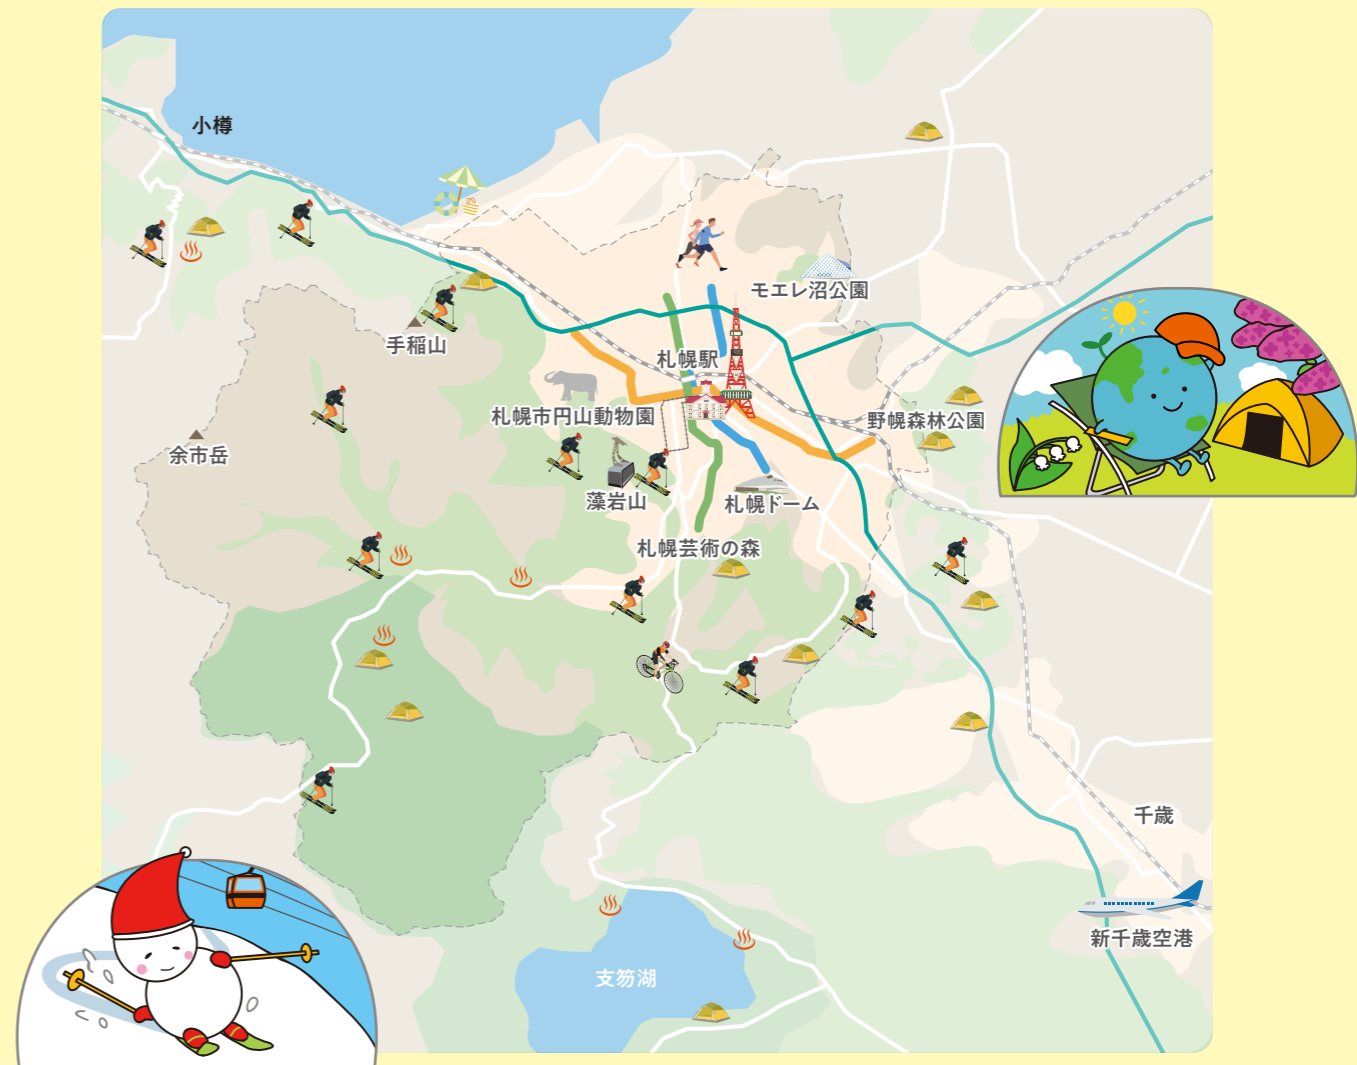 小樽
モエレ沼公園
手稲山
札幌駅
札幌市円山動物園
野幌森林公園
余市岳
藻岩山
札幌ドーム
札幌芸術の森
千歳
新千歳空港
支笏湖